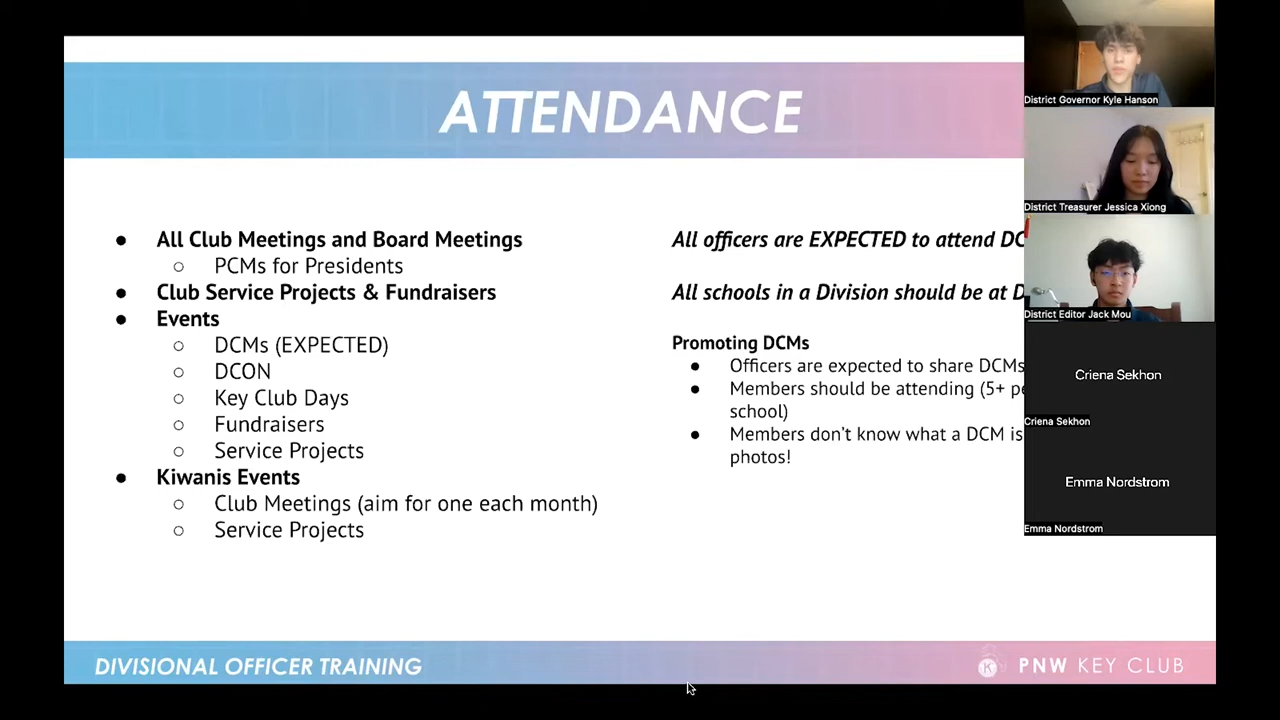 ATTENDANCE
● All Club Meetings and Board Meetings
○ PCMs for Presidents
● Club Service Projects & Fundraisers
● Events
○ DCMs (EXPECTED)
○ DCON
○ Key Club Days
○ Fundraisers
○ Service Projects
● Kiwanis Events
○ Club Meetings (aim for one each month)
○ Service Projects
All officers are EXPECTED to attend
All schools in a Division should be at
Promoting DCMs
● Officers are expected to share DCMs
● Members should be attending (5+
school)
● Members don't know what a DCM is
photos!
District Governor Kyle Hanson
District Treasurer Jessica Xiong
District Editor Jack Mou
Criena Sekhon
Criena Sekhon
Emma Nordstrom
Emma Nordstrom
DIVISIONAL OFFICER TRAINING
K
PNW KEY CLUB